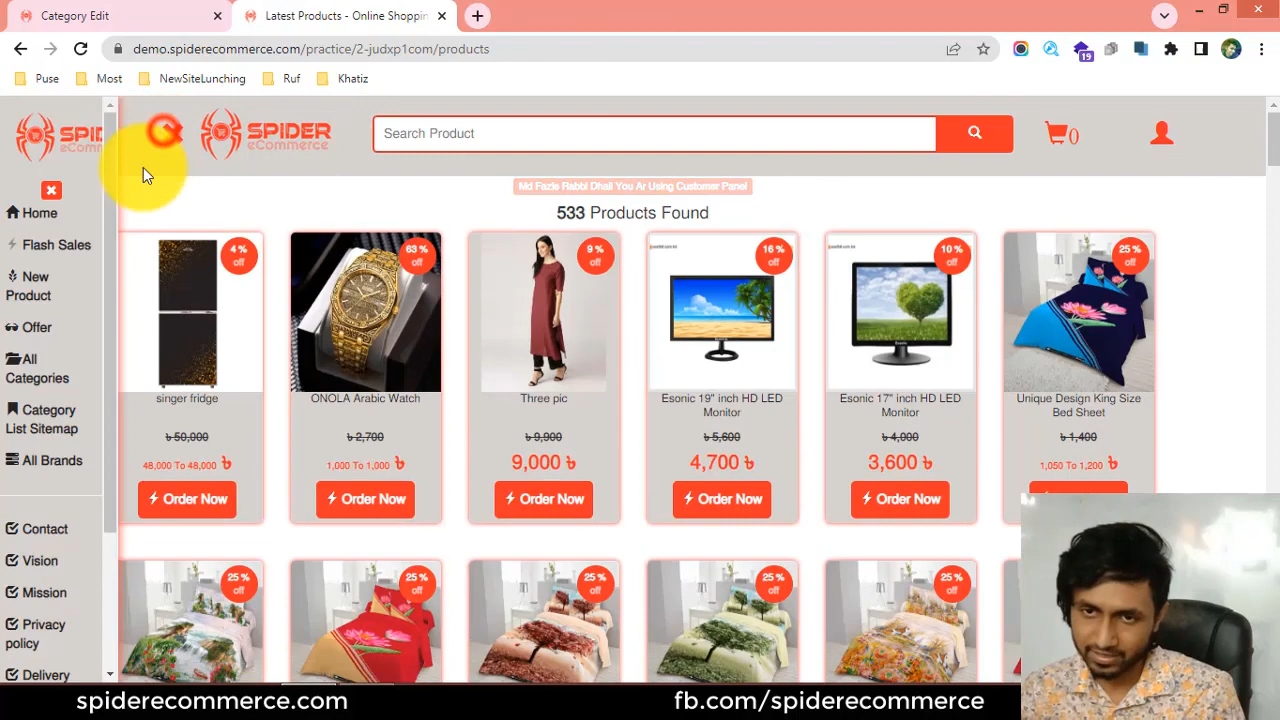 Category Edit
Latest Products - Online Shoppin
demo.spiderecommerce.com/practice/2-judxp1com/products
19
Puse
Most
NewSiteLunching
Ruf
Khatiz
SPIDER
eCommerce
Search Product
0
Md Fazle Rabbi Dhali You Ar Using Customer Panel
533 Products Found
Home
Flash Sales
New
Product
Offer
All
Categories
Category
List Sitemap
All Brands
Contact
Vision
Mission
Privacy
policy
Delivery
4 %
off
singer fridge
৳ 50,000
48,000 To 48,000 ৳
Order Now
63 %
off
ONOLA Arabic Watch
৳ 2,700
1,000 To 1,000 ৳
Order Now
9 %
off
Three pic
৳ 9,900
9,000 ৳
Order Now
16 %
off
Esonic 19" inch HD LED
Monitor
৳ 5,600
4,700 ৳
Order Now
10 %
off
Esonic 17" inch HD LED
Monitor
৳ 4,000
3,600 ৳
Order Now
25 %
off
Unique Design King Size
Bed Sheet
৳ 1,400
1,050 To 1,200 ৳
25 %
off
25 %
off
25 %
off
25 %
off
25 %
off
spiderecommerce.com
fb.com/spiderecommerce